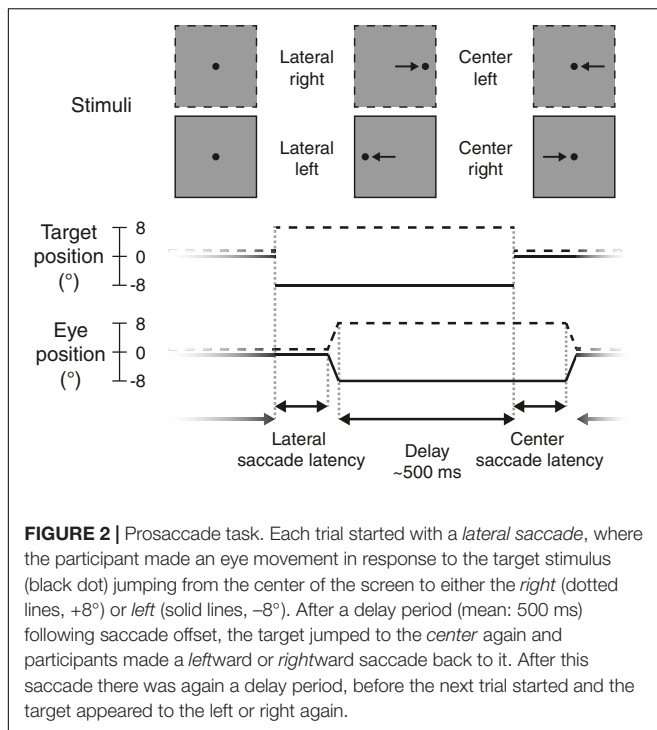 Stimuli
Lateral
right
Center
left
Lateral
left
Center
right
Target
position
(°)
8
0
-8
Eye
position
(°)
8
0
-8
Lateral
saccade latency
Delay
~500 ms
Center
saccade latency
FIGURE 2 | Prosaccade task. Each trial started with a lateral saccade, where
the participant made an eye movement in response to the target stimulus
(black dot) jumping from the center of the screen to either the right (dotted
lines, +8°) or left (solid lines, –8°). After a delay period (mean: 500 ms)
following saccade offset, the target jumped to the center again and
participants made a leftward or rightward saccade back to it. After this
saccade there was again a delay period, before the next trial started and the
target appeared to the left or right again.